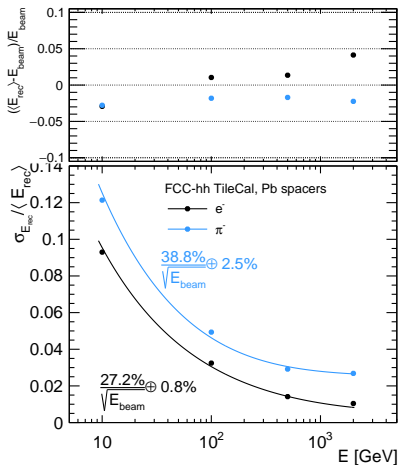 (⟨E_rec⟩-E_beam)/E_beam
0.1
0.05
0
−0.05
−0.1
0.14
σ_E_rec / ⟨ E_rec ⟩
0.12
0.1
0.08
0.06
0.04
0.02
0
FCC-hh TileCal, Pb spacers
e⁻
π⁻
38.8%/√E_beam ⊕ 2.5%
27.2%/√E_beam ⊕ 0.8%
10 10² 10³
E [GeV]